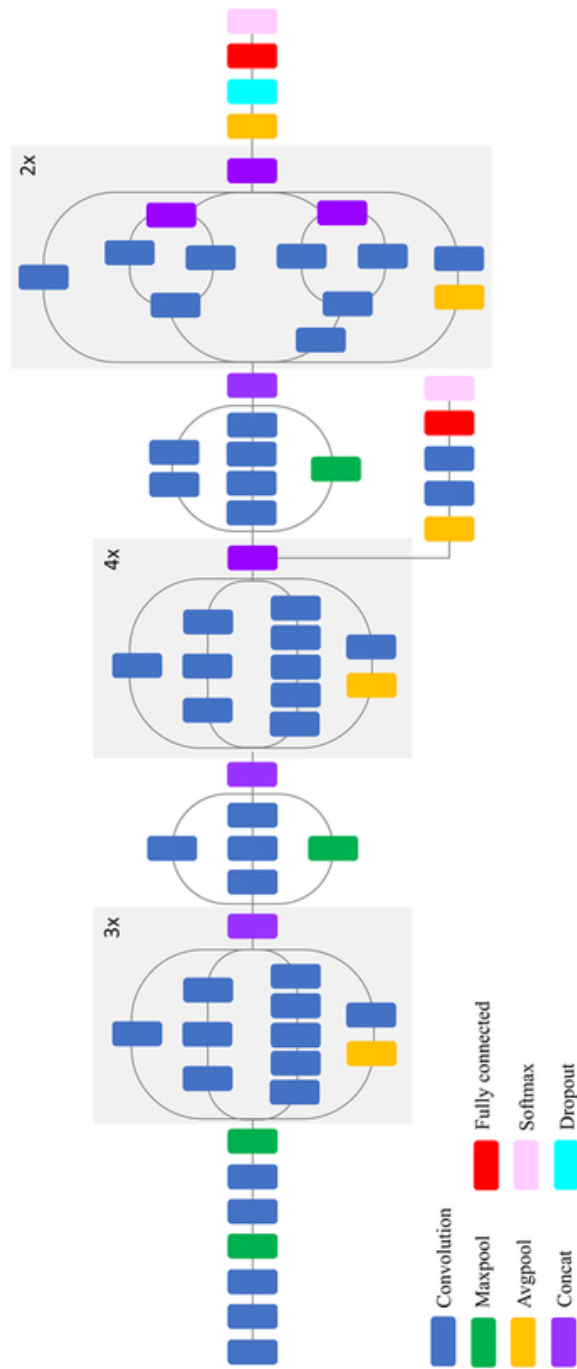 3x
4x
2x
Convolution
Maxpool
Avgpool
Concat
Fully connected
Softmax
Dropout